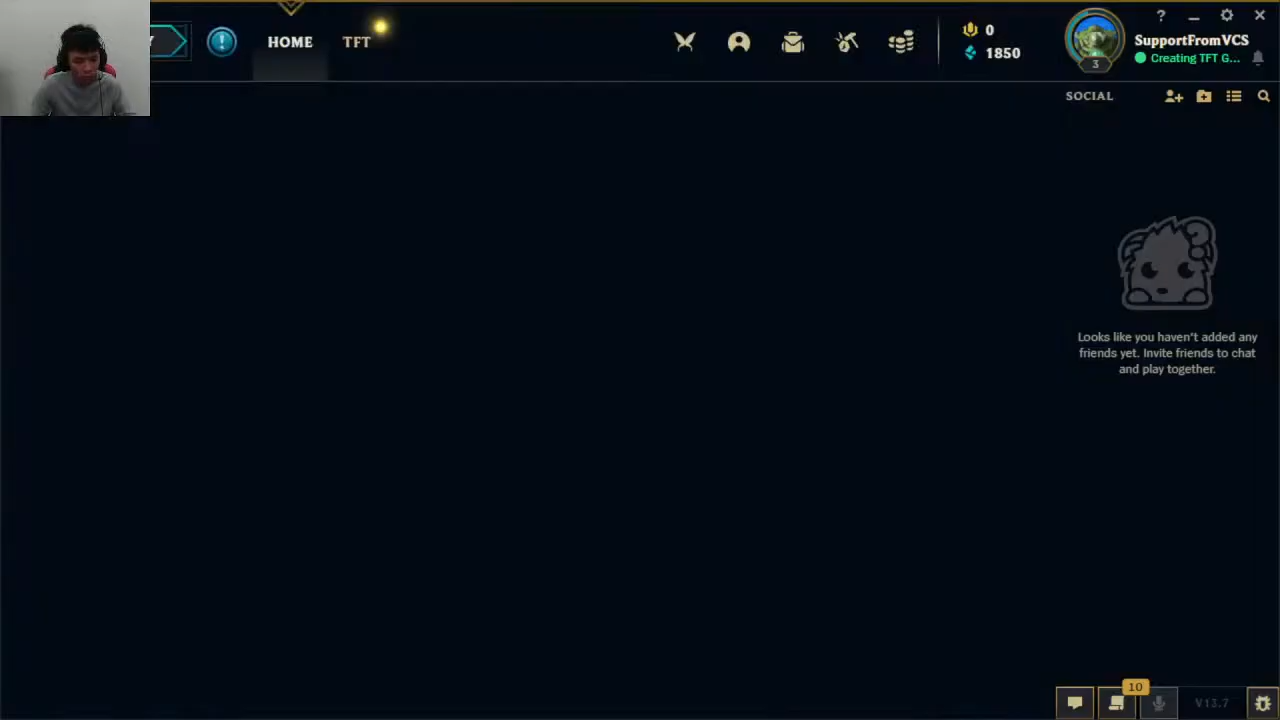 Y
HOME
TFT
0
1850
3
?
SupportFromVCS
Creating TFT G...
SOCIAL
Looks like you haven't added any
friends yet. Invite friends to chat
and play together.
10
V13.7